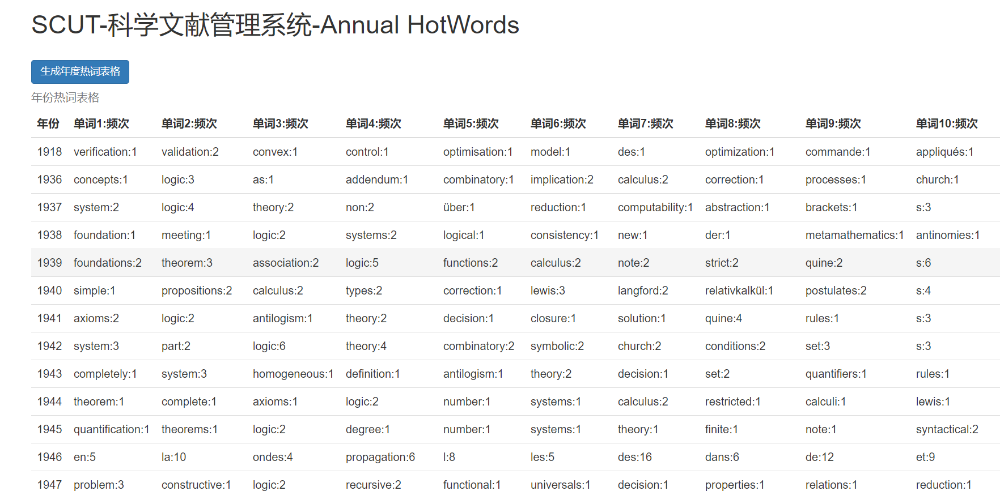 SCUT-科学文献管理系统-Annual HotWords
生成年度热词表格
年份热词表格
年份 单词1:频次 单词2:频次 单词3:频次 单词4:频次 单词5:频次 单词6:频次 单词7:频次 单词8:频次 单词9:频次 单词10:频次
1918 verification:1 validation:2 convex:1 control:1 optimisation:1 model:1 des:1 optimization:1 commande:1 appliqués:1
1936 concepts:1 logic:3 as:1 addendum:1 combinatory:1 implication:2 calculus:2 correction:1 processes:1 church:1
1937 system:2 logic:4 theory:2 non:2 über:1 reduction:1 computability:1 abstraction:1 brackets:1 s:3
1938 foundation:1 meeting:1 logic:2 systems:2 logical:1 consistency:1 new:1 der:1 metamathematics:1 antinomies:1
1939 foundations:2 theorem:3 association:2 logic:5 functions:2 calculus:2 note:2 strict:2 quine:2 s:6
1940 simple:1 propositions:2 calculus:2 types:2 correction:1 lewis:3 langford:2 relativkalkül:1 postulates:2 s:4
1941 axioms:2 logic:2 antilogism:1 theory:2 decision:1 closure:1 solution:1 quine:4 rules:1 s:3
1942 system:3 part:2 logic:6 theory:4 combinatory:2 symbolic:2 church:2 conditions:2 set:3 s:3
1943 completely:1 system:3 homogeneous:1 definition:1 antilogism:1 theory:2 decision:1 set:2 quantifiers:1 rules:1
1944 theorem:1 complete:1 axioms:1 logic:2 number:1 systems:1 calculus:2 restricted:1 calculi:1 lewis:1
1945 quantification:1 theorems:1 logic:2 degree:1 number:1 systems:1 theory:1 finite:1 note:1 syntactical:2
1946 en:5 la:10 ondes:4 propagation:6 l:8 les:5 des:16 dans:6 de:12 et:9
1947 problem:3 constructive:1 logic:2 recursive:2 functional:1 universals:1 decision:1 properties:1 relations:1 reduction:1